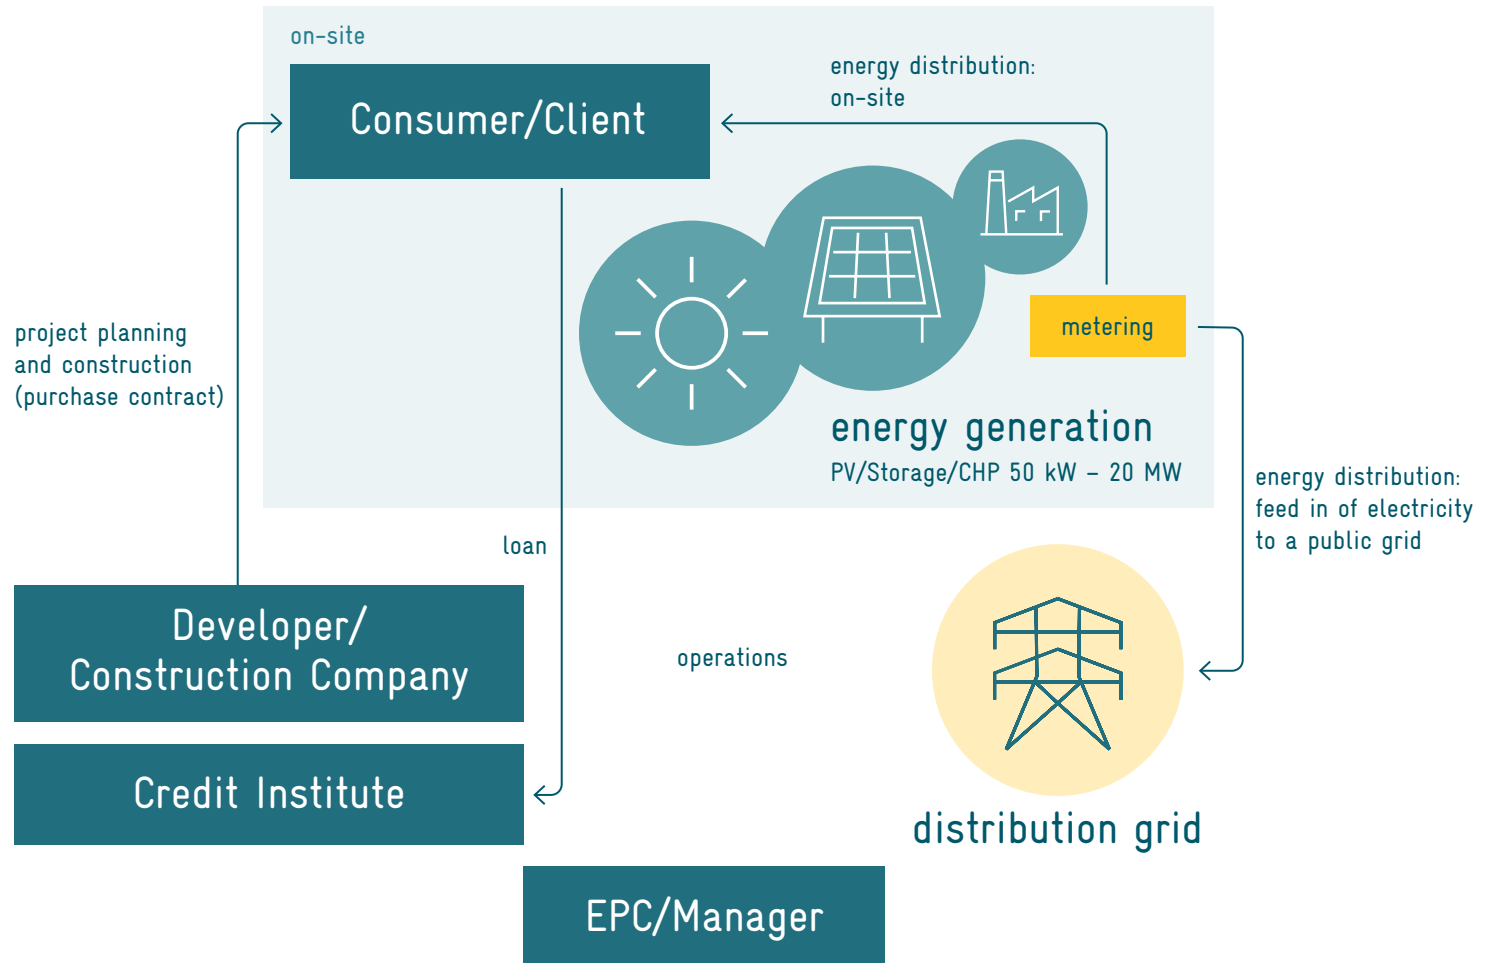 on-site
Consumer/Client
energy distribution:
on-site
metering
project planning
and construction
(purchase contract)
energy generation
PV/Storage/CHP 50 kW – 20 MW
energy distribution:
feed in of electricity
to a public grid
loan
Developer/
Construction Company
operations
Credit Institute
distribution grid
EPC/Manager